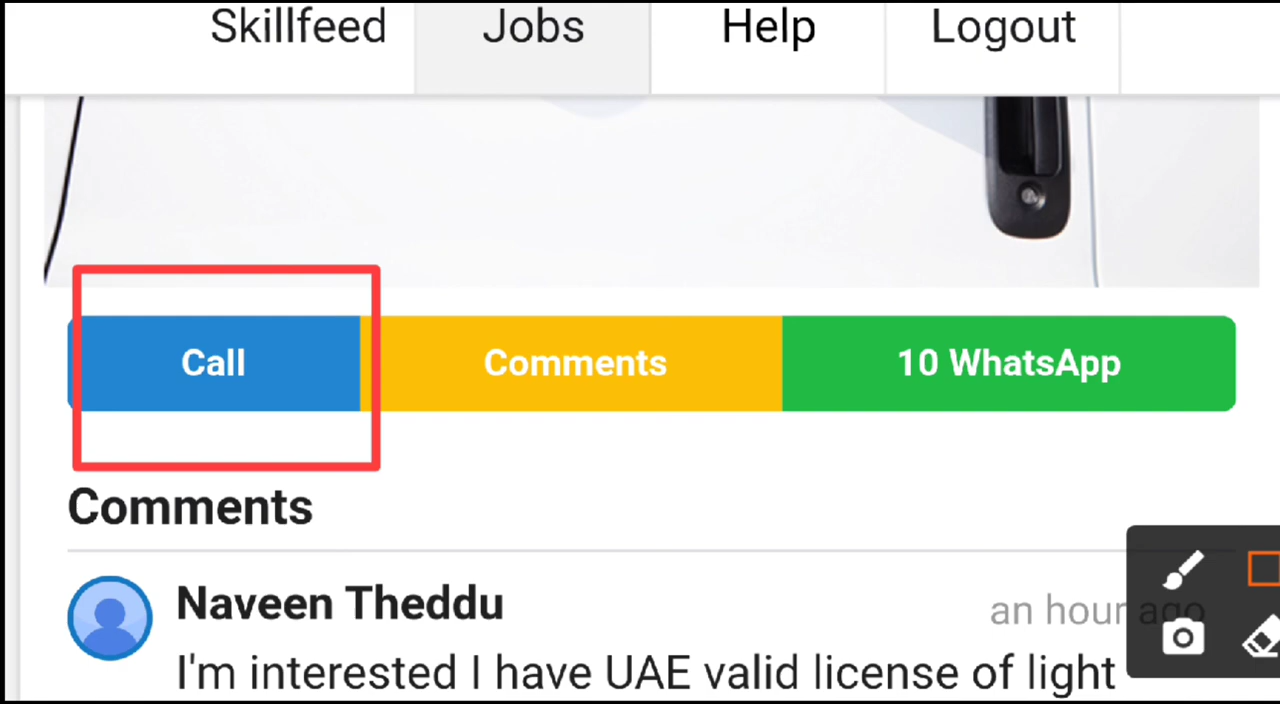 Skillfeed Jobs Help Logout
Call Comments 10 WhatsApp
Comments
Naveen Theddu
an hour ago
I'm interested I have UAE valid license of light